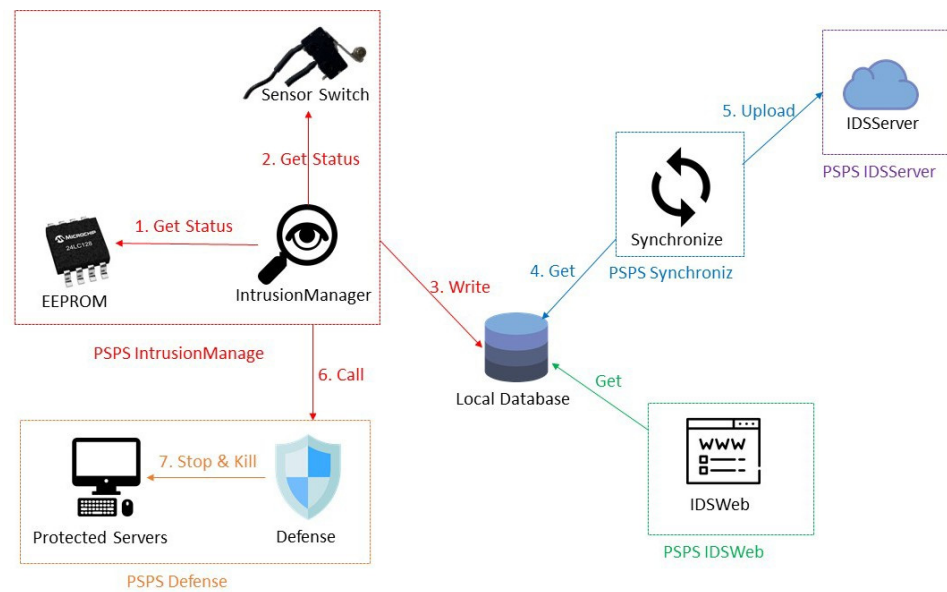 Sensor Switch
2. Get Status
1. Get Status
MICROCHIP
24LC128
EEPROM
IntrusionManager
PSPS IntrusionManage
3. Write
6. Call
5. Upload
IDSServer
PSPS IDSServer
Synchronize
PSPS Synchroniz
4. Get
Local Database
Get
WWW
IDSWeb
PSPS IDSWeb
7. Stop & Kill
Protected Servers
Defense
PSPS Defense